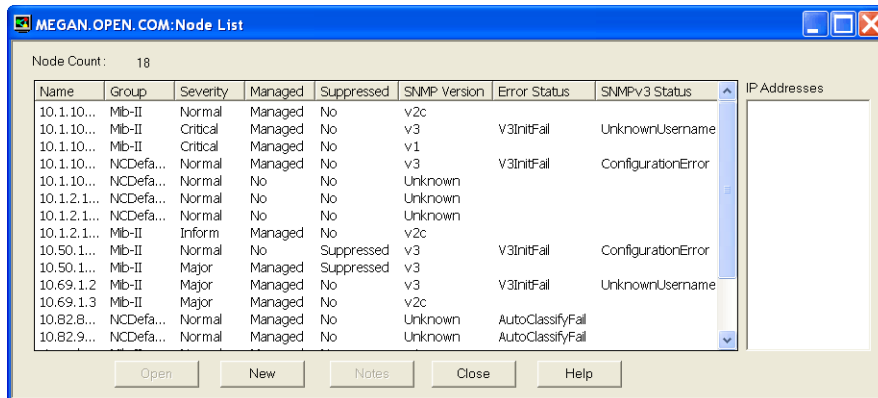 MEGAN.OPEN.COM:Node List
Node Count: 18
Name Group Severity Managed Suppressed SNMP Version Error Status SNMPv3 Status IP Addresses
10.1.10... Mib-II Normal Managed No v2c
10.1.10... Mib-II Critical Managed No v3 V3InitFail UnknownUsername
10.1.10... Mib-II Critical Managed No v1
10.1.10... NCDefa... Normal Managed No v3 V3InitFail ConfigurationError
10.1.10... NCDefa... Normal No No Unknown
10.1.2.1... NCDefa... Normal No No Unknown
10.1.2.1... NCDefa... Normal No No Unknown
10.1.2.1... Mib-II Inform Managed No v2c
10.50.1... Mib-II Normal No Suppressed v3 V3InitFail ConfigurationError
10.50.1... Mib-II Major Managed Suppressed v3
10.69.1.2 Mib-II Major Managed No v3 V3InitFail UnknownUsername
10.69.1.3 Mib-II Major Managed No v2c
10.82.8... NCDefa... Normal Managed No Unknown AutoClassifyFail
10.82.9... NCDefa... Normal Managed No Unknown AutoClassifyFail
Open New Notes Close Help